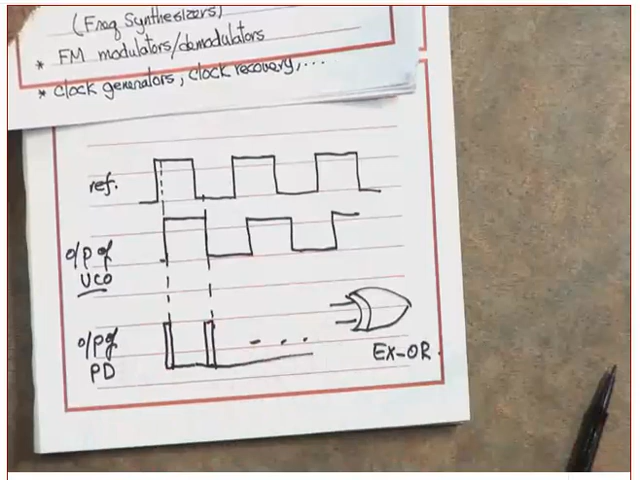 (Freq Synthesizers)
* FM modulators/demodulators
* clock generators, clock recovery,...
ref.
o/p of
VCO
o/p of
PD
EX-OR